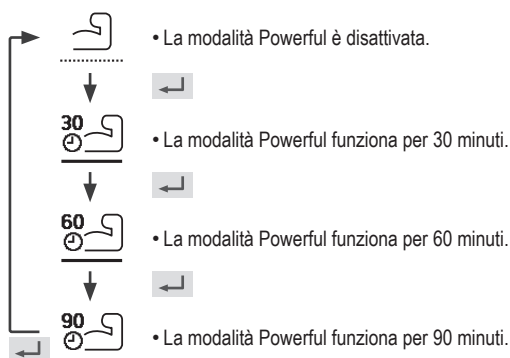 • La modalità Powerful è disattivata.
30
• La modalità Powerful funziona per 30 minuti.
60
• La modalità Powerful funziona per 60 minuti.
90
• La modalità Powerful funziona per 90 minuti.